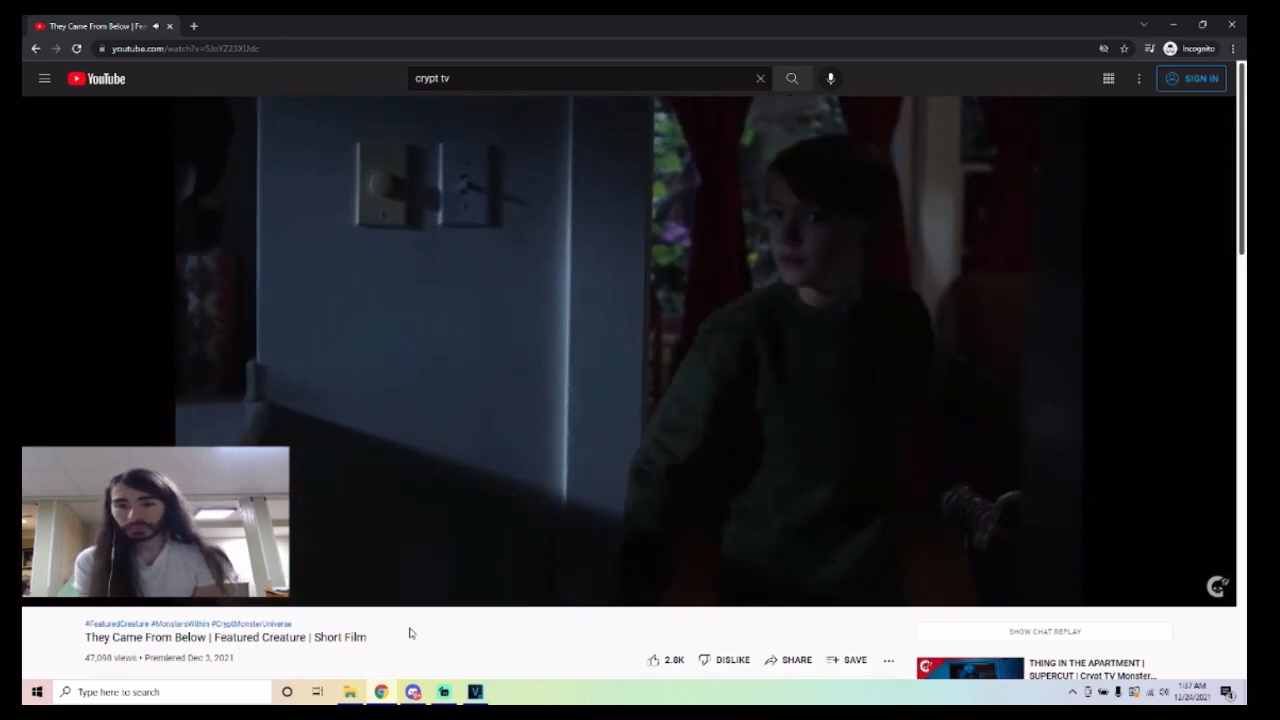 They Came From Below | Fea
youtube.com/watch?v=
Incognito
YouTube
crypt tv
SIGN IN
#FeaturedCreature #MonstersWithin #CryptMonsterUniverse
They Came From Below | Featured Creature | Short Film
47,098 views • Premiered Dec 3, 2021
2.8K
DISLIKE
SHARE
SAVE
SHOW CHAT REPLAY
THING IN THE APARTMENT |
SUPERCUT | Crypt TV Monster...
Type here to search
1:37 AM
12/24/2021